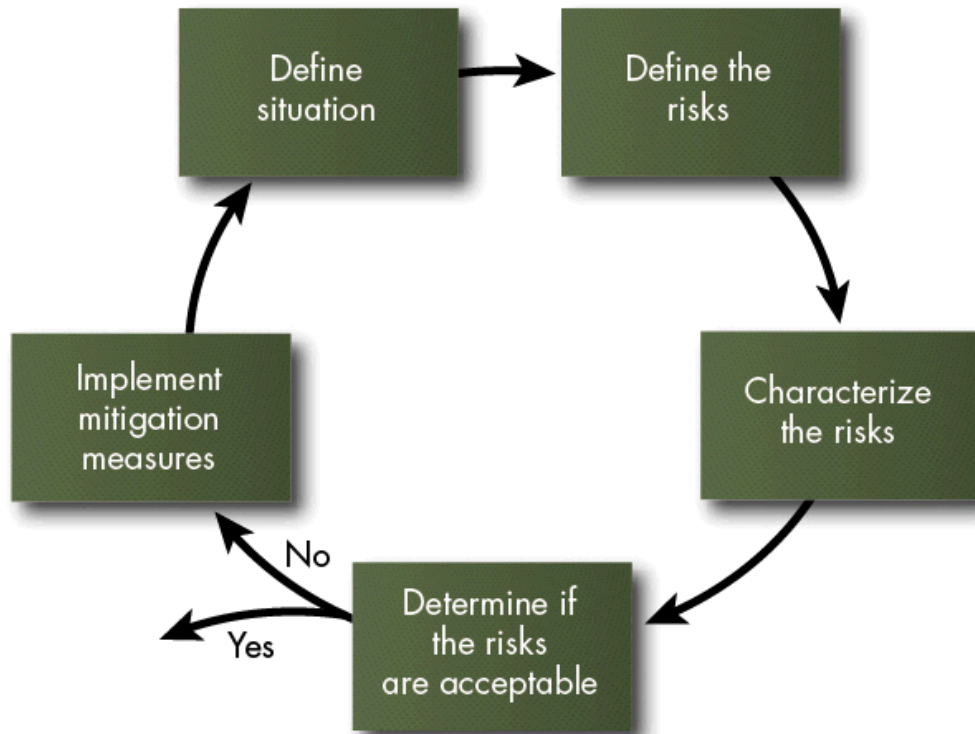 Define
situation
Define the
risks
Characterize
the risks
Determine if
the risks
are acceptable
No
Yes
Implement
mitigation
measures